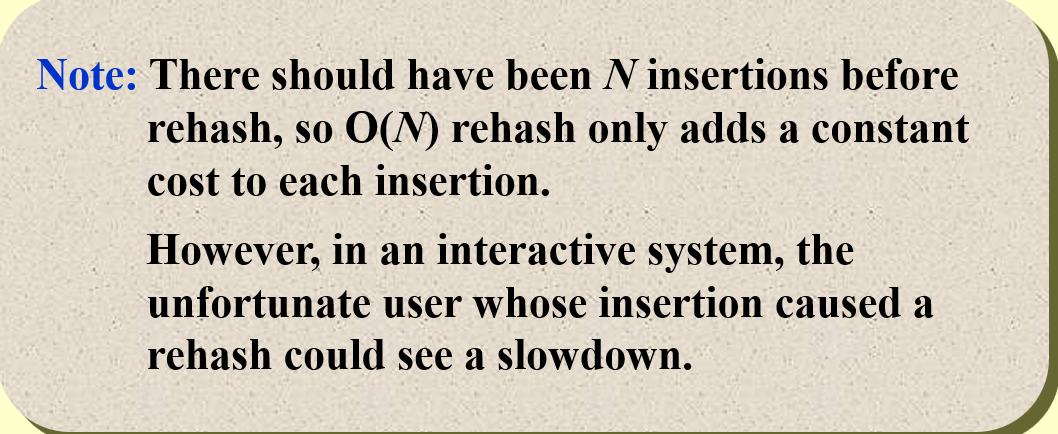 Note: There should have been N insertions before
rehash, so O(N) rehash only adds a constant
cost to each insertion.
However, in an interactive system, the
unfortunate user whose insertion caused a
rehash could see a slowdown.